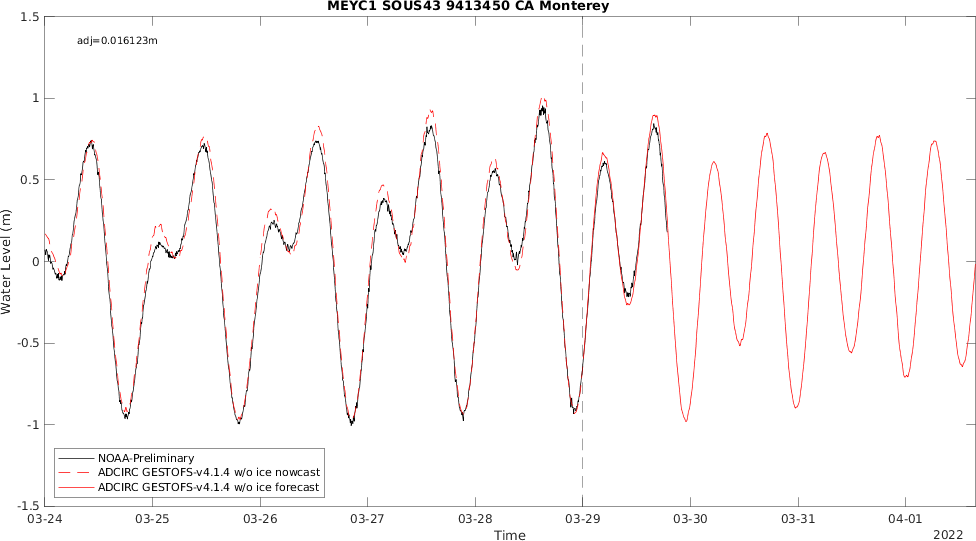 MEYC1 SOUS43 9413450 CA Monterey
adj=0.016123m
1.5
1
0.5
0
-0.5
-1
-1.5
Water Level (m)
NOAA-Preliminary
ADCIRC GESTOFS-v4.1.4 w/o ice nowcast
ADCIRC GESTOFS-v4.1.4 w/o ice forecast
03-24 03-25 03-26 03-27 03-28 03-29 03-30 03-31 04-01
Time
2022